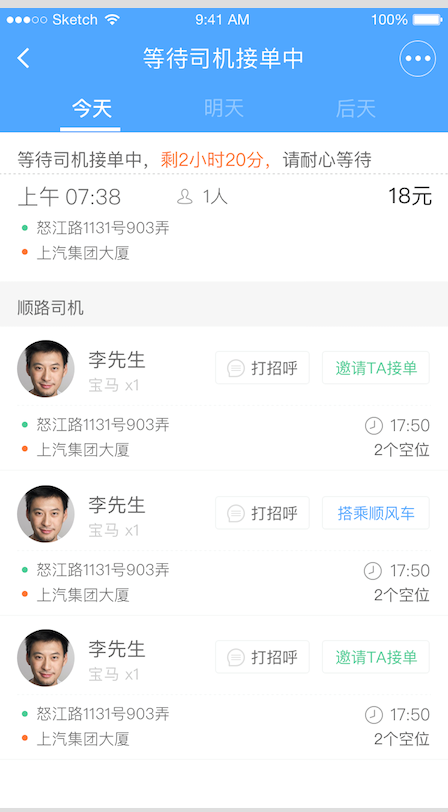 Sketch 9:41 AM 100%
等待司机接单中
今天 明天 后天
等待司机接单中，剩2小时20分，请耐心等待
上午 07:38 1人 18元
怒江路1131号903弄
上汽集团大厦
顺路司机
李先生 打招呼 邀请TA接单
宝马 x1
怒江路1131号903弄 17:50
上汽集团大厦 2个空位
李先生 打招呼 搭乘顺风车
宝马 x1
怒江路1131号903弄 17:50
上汽集团大厦 2个空位
李先生 打招呼 邀请TA接单
宝马 x1
怒江路1131号903弄 17:50
上汽集团大厦 2个空位